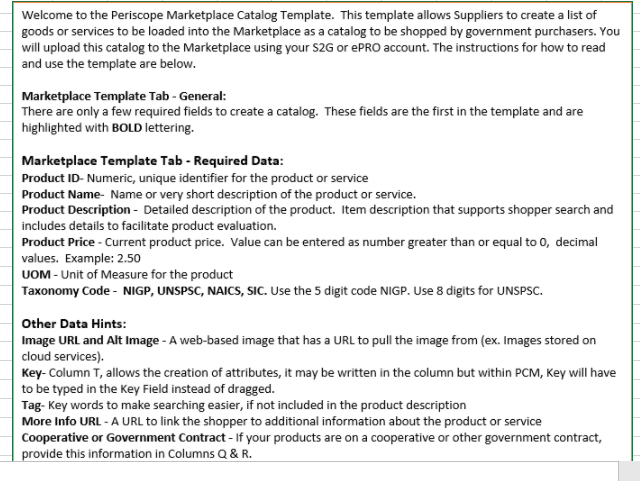 Welcome to the Periscope Marketplace Catalog Template.  This template allows Suppliers to create a list of
goods or services to be loaded into the Marketplace as a catalog to be shopped by government purchasers. You
will upload this catalog to the Marketplace using your S2G or ePRO account. The instructions for how to read
and use the template are below.
Marketplace Template Tab - General:
There are only a few required fields to create a catalog.  These fields are the first in the template and are
highlighted with BOLD lettering.
Marketplace Template Tab - Required Data:
Product ID- Numeric, unique identifier for the product or service
Product Name-  Name or very short description of the product or service.
Product Description -  Detailed description of the product.  Item description that supports shopper search and
includes details to facilitate product evaluation.
Product Price - Current product price.  Value can be entered as number greater than or equal to 0,  decimal
values.  Example: 2.50
UOM - Unit of Measure for the product
Taxonomy Code -  NIGP, UNSPSC, NAICS, SIC. Use the 5 digit code NIGP. Use 8 digits for UNSPSC.
Other Data Hints:
Image URL and Alt Image - A web-based image that has a URL to pull the image from (ex. Images stored on
cloud services).
Key- Column T, allows the creation of attributes, it may be written in the column but within PCM, Key will have
to be typed in the Key Field instead of dragged.
Tag- Key words to make searching easier, if not included in the product description
More Info URL - A URL to link the shopper to additional information about the product or service
Cooperative or Government Contract - If your products are on a cooperative or other government contract,
provide this information in Columns Q & R.